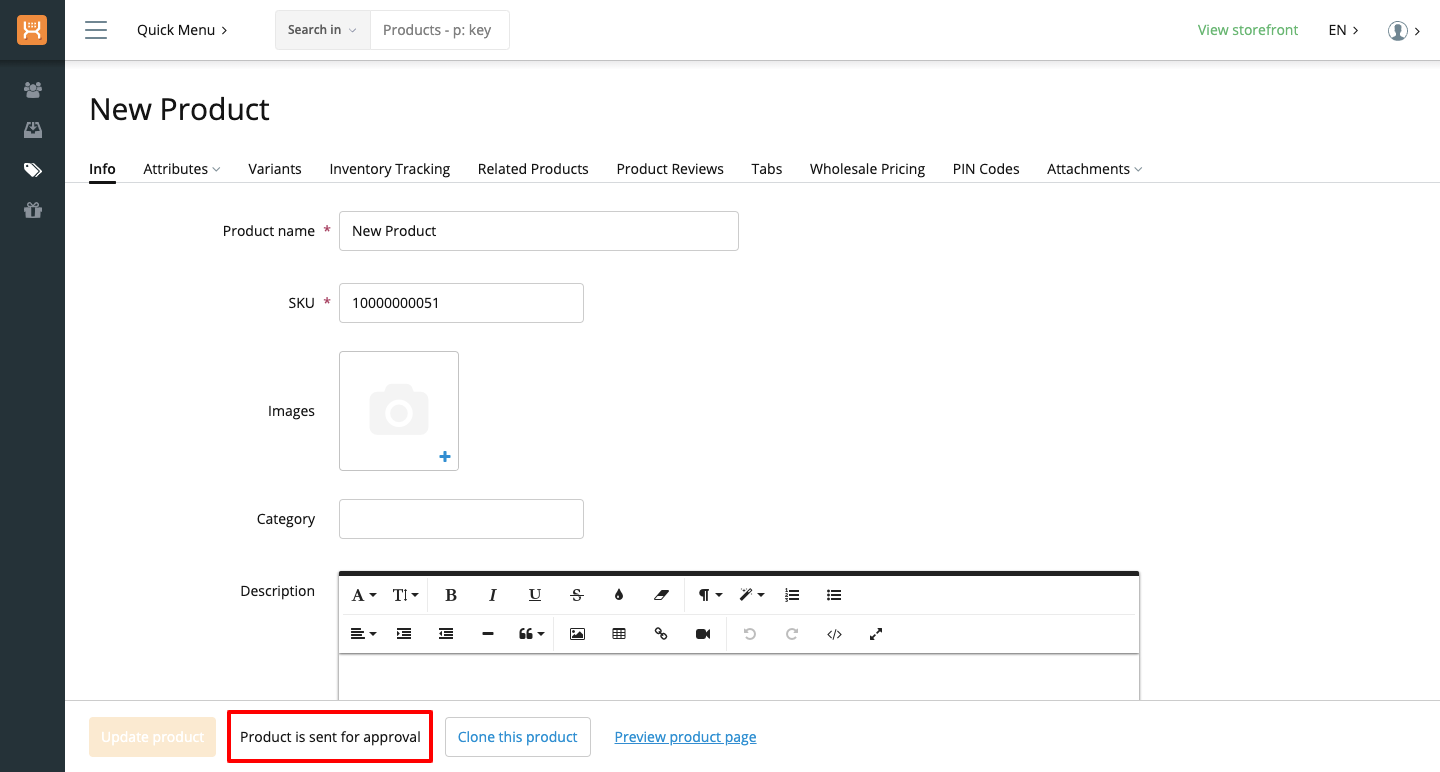 Quick Menu
Search in
Products - p: key
View storefront
EN
New Product
Info Attributes Variants Inventory Tracking Related Products Product Reviews Tabs Wholesale Pricing PIN Codes Attachments
Product name * New Product
SKU * 10000000051
Images
Category
Description
Update product Product is sent for approval Clone this product Preview product page